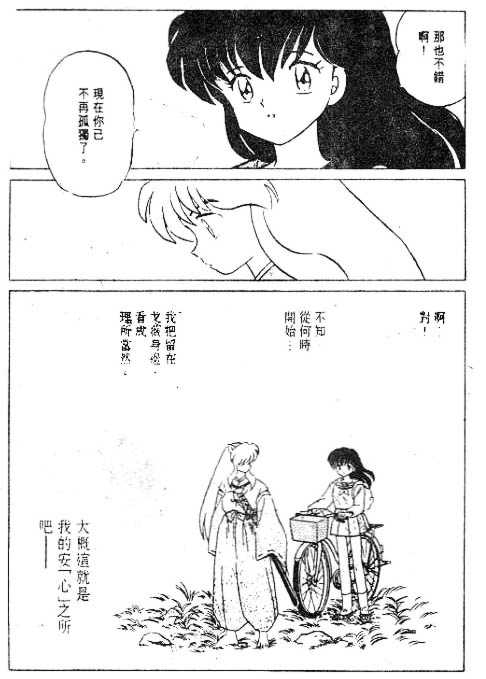 那也不錯
啊！
現在你已
不再孤獨了。
啊…
對！
不知
從何時
開始…
我把留在
戈薇身邊，
看成
理所當然。
大概這就是
我的安「心」之所
吧——